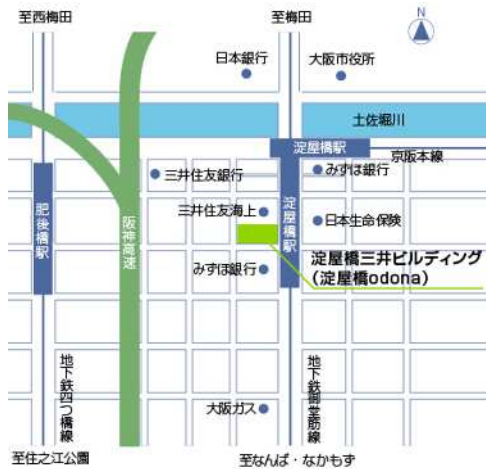 至西梅田
至梅田
N
日本銀行
大阪市役所
土佐堀川
淀屋橋駅
京阪本線
三井住友銀行
みずほ銀行
肥後橋駅
阪神高速
三井住友海上
淀屋橋駅
日本生命保険
淀屋橋三井ビルディング
（淀屋橋odona）
みずほ銀行
地下鉄四つ橋線
地下鉄御堂筋線
大阪ガス
至住之江公園
至なんば・なかもず